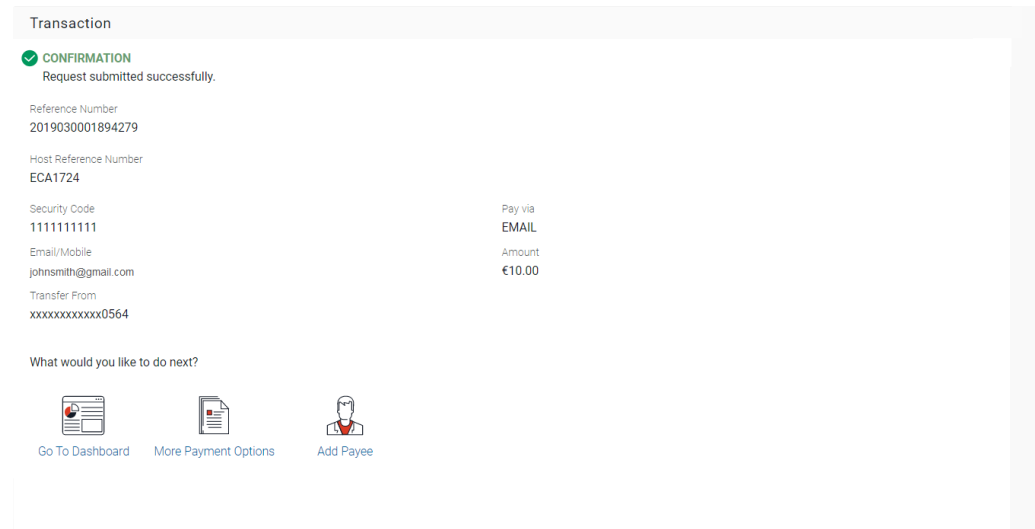 Transaction
CONFIRMATION
Request submitted successfully.
Reference Number
2019030001894279
Host Reference Number
ECA1724
Security Code
1111111111
Pay via
EMAIL
Email/Mobile
johnsmith@gmail.com
Amount
€10.00
Transfer From
xxxxxxxxxxxx0564
What would you like to do next?
Go To Dashboard
More Payment Options
Add Payee